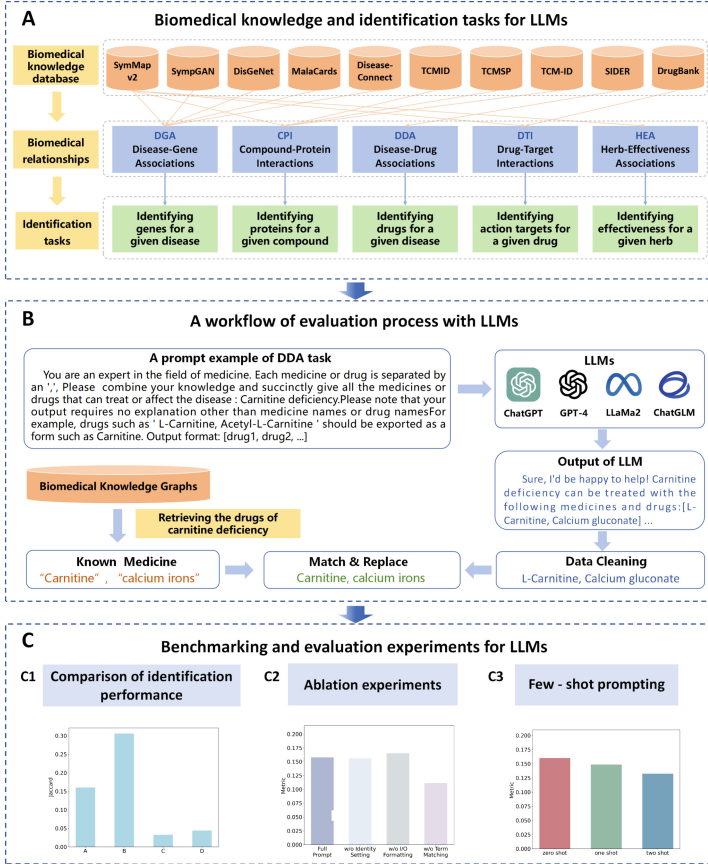 A
Biomedical knowledge and identification tasks for LLMs
Biomedical
knowledge
database
SymMap
v2
SympGAN
DisGeNet
MalaCards
Disease-
Connect
TCMID
TCMSP
TCM-ID
SIDER
DrugBank
Biomedical
relationships
DGA
Disease-Gene
Associations
CPI
Compound-Protein
Interactions
DDA
Disease-Drug
Associations
DTI
Drug-Target
Interactions
HEA
Herb-Effectiveness
Associations
Identification
tasks
Identifying
genes for a
given disease
Identifying
proteins for a
given compound
Identifying
drugs for a
given disease
Identifying
action targets for
a given drug
Identifying
effectiveness for a
given herb
B
A workflow of evaluation process with LLMs
A prompt example of DDA task
You are an expert in the field of medicine. Each medicine or drug is separated by
an ',', Please combine your knowledge and succinctly give all the medicines or
drugs that can treat or affect the disease : Carnitine deficiency.Please note that your
output requires no explanation other than medicine names or drug namesFor
example, drugs such as ' L-Carnitine, Acetyl-L-Carnitine ' should be exported as a
form such as Carnitine. Output format: [drug1, drug2, ...]
LLMs
ChatGPT
GPT-4
LLaMa2
ChatGLM
Output of LLM
Sure, I'd be happy to help! Carnitine
deficiency can be treated with the
following medicines and drugs:[L-
Carnitine, Calcium gluconate] ...
Biomedical Knowledge Graphs
Retrieving the drugs of
carnitine deficiency
Known Medicine
“Carnitine” , “calcium irons”
Match & Replace
Carnitine, calcium irons
Data Cleaning
L-Carnitine, Calcium gluconate
C
Benchmarking and evaluation experiments for LLMs
C1
Comparison of identification
performance
C2
Ablation experiments
C3
Few - shot prompting
Jaccard
0.30
0.25
0.20
0.15
0.10
0.05
0.00
A
B
C
D
Metric
0.200
0.175
0.150
0.125
0.100
0.075
0.050
0.025
0.000
Full
Prompt
w/o Identity
Setting
w/o I/O
Formatting
w/o Term
Matching
Metric
0.200
0.175
0.150
0.125
0.100
0.075
0.050
0.025
0.000
zero shot
one shot
two shot